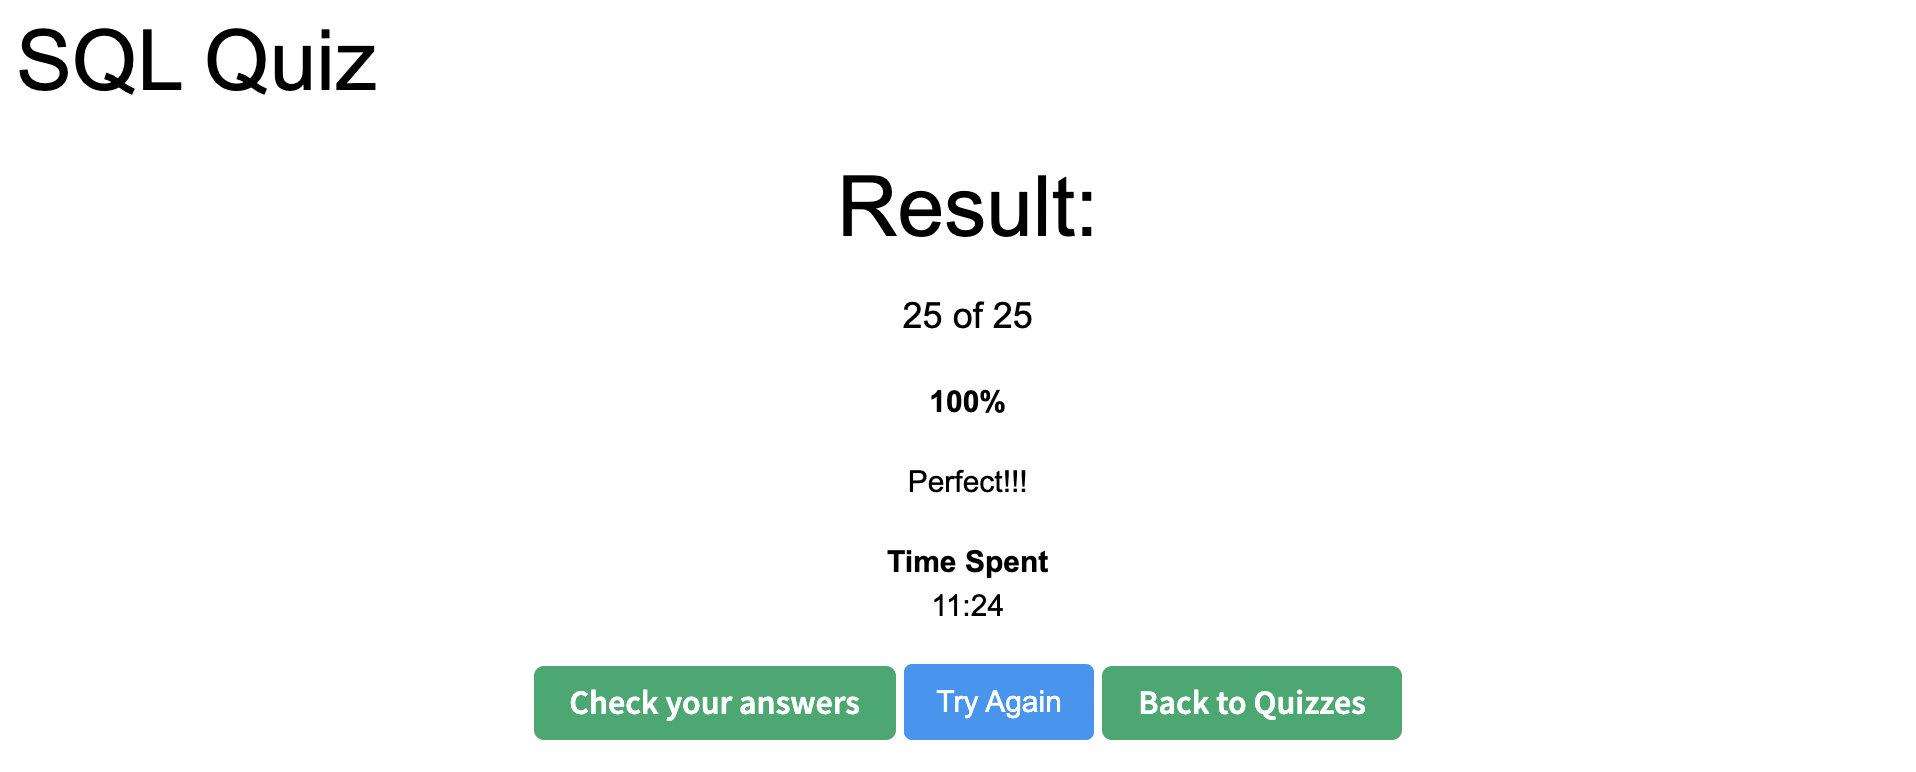 SQL Quiz
Result:
25 of 25
100%
Perfect!!!
Time Spent
11:24
Check your answers
Try Again
Back to Quizzes